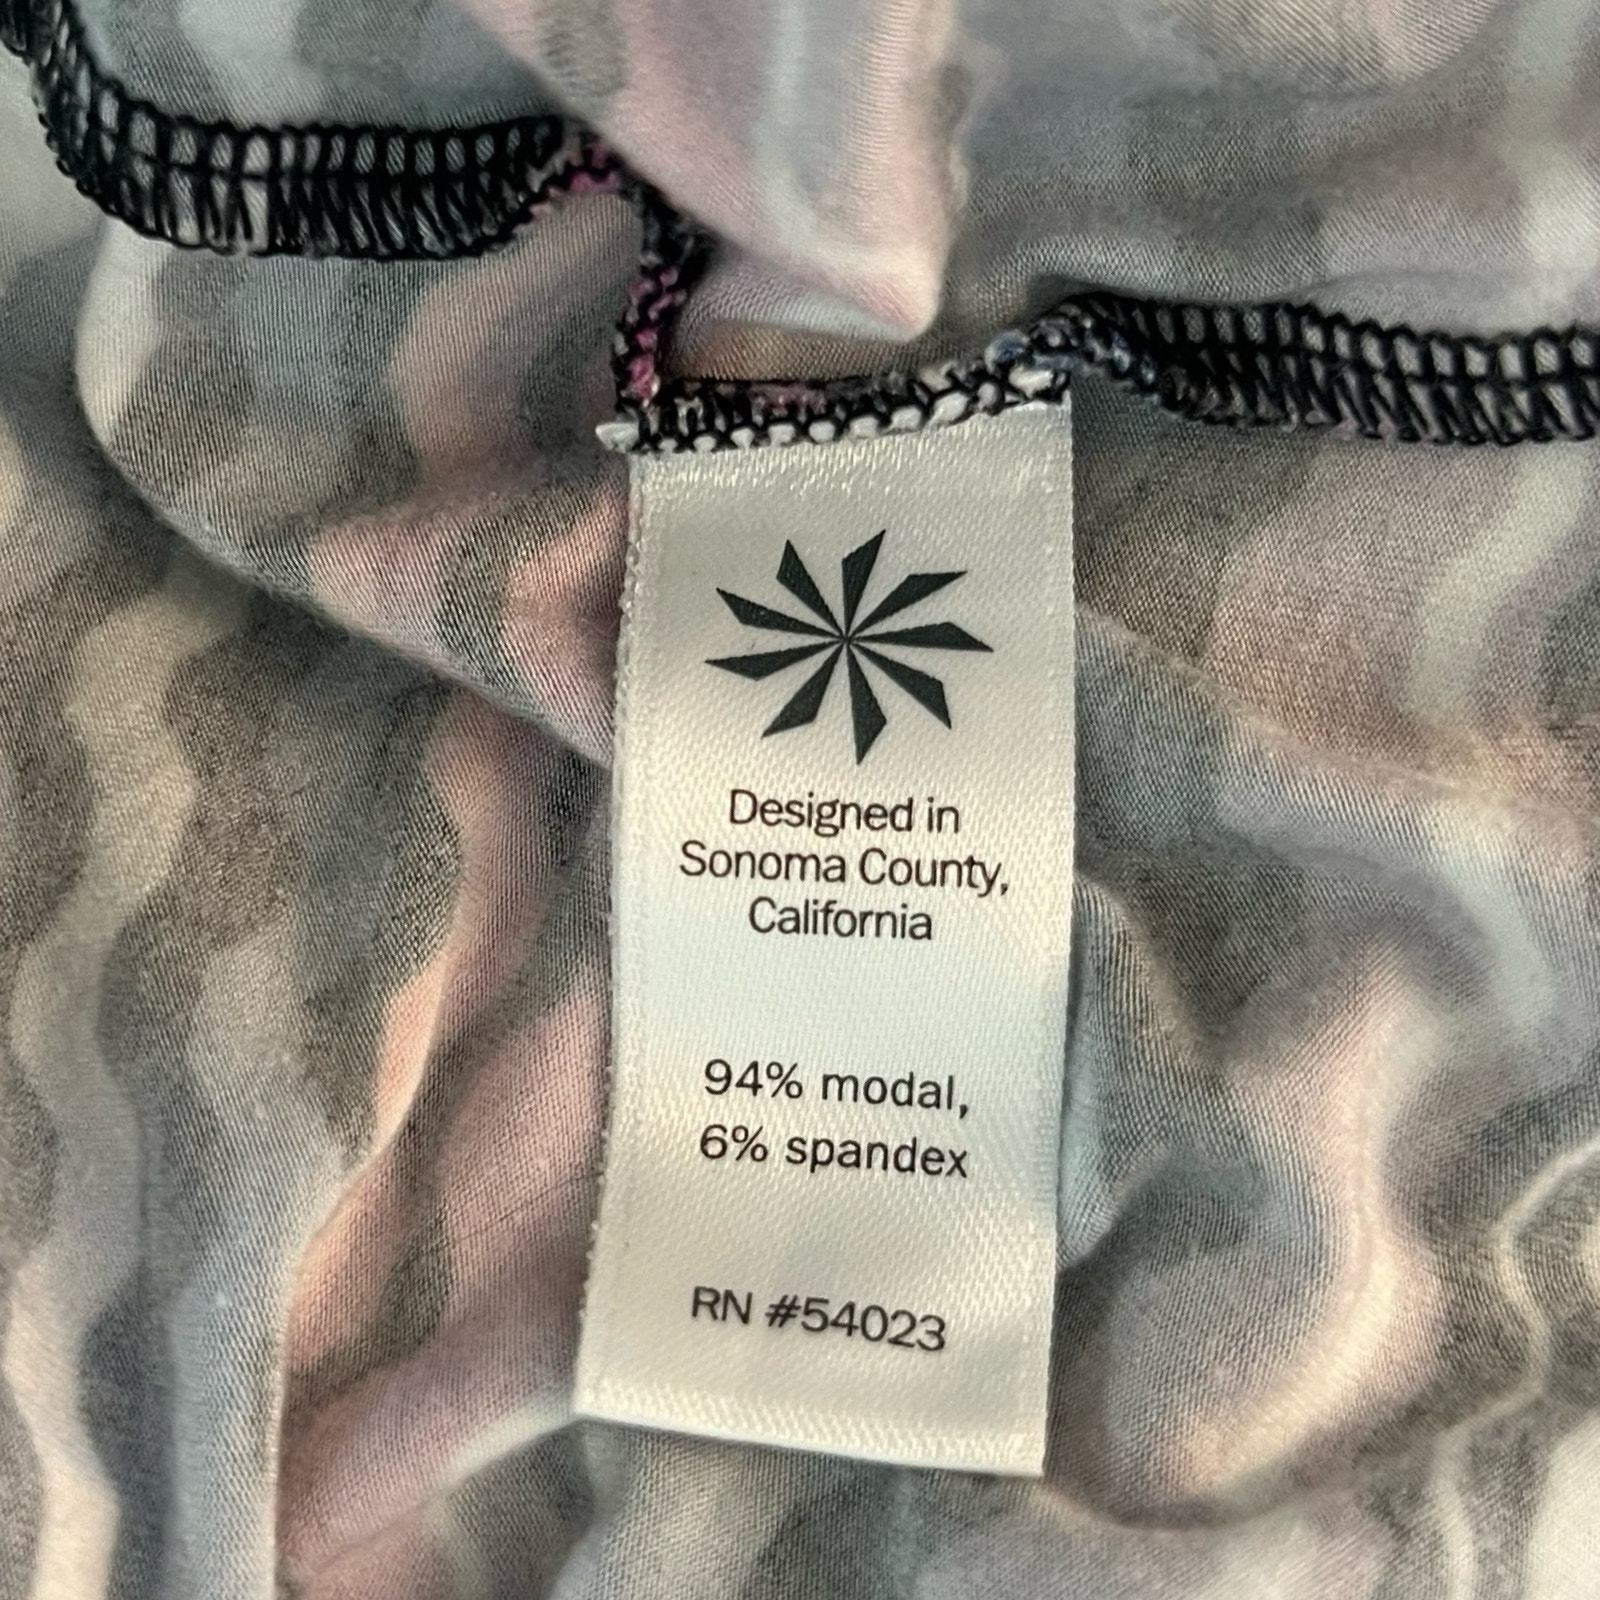 Designed in
Sonoma County,
California
94% modal,
6% spandex
RN #54023